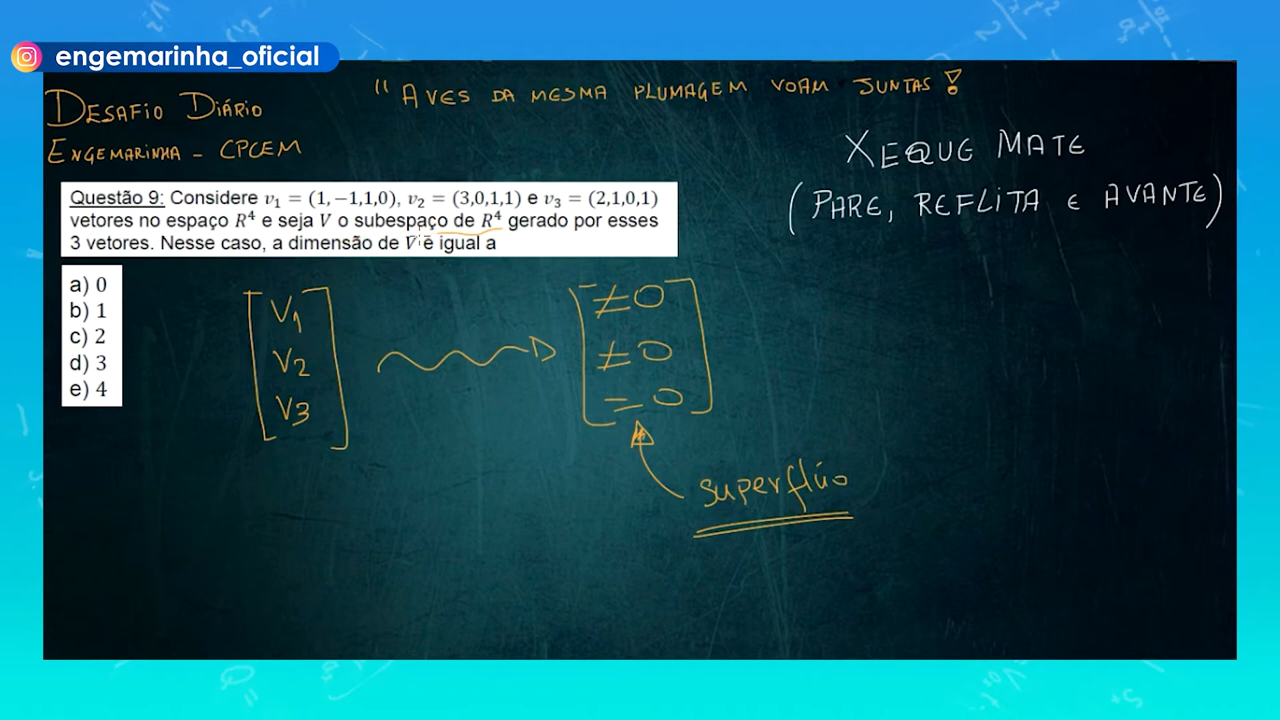 engemarinha_oficial
DESAFIO DIÁRIO
ENGEMARINHA - CPCEM
"AVES DA MESMA PLUMAGEM VOAM JUNTAS!
XEQUE MATE
(PARE, REFLITA E AVANTE)
Questão 9: Considere v₁ = (1,−1,1,0), v₂ = (3,0,1,1) e v₃ = (2,1,0,1)
vetores no espaço R⁴ e seja V o subespaço de R⁴ gerado por esses
3 vetores. Nesse caso, a dimensão de V é igual a
a) 0
b) 1
c) 2
d) 3
e) 4
V1
V2
V3
≠0
≠0
=0
superflúo